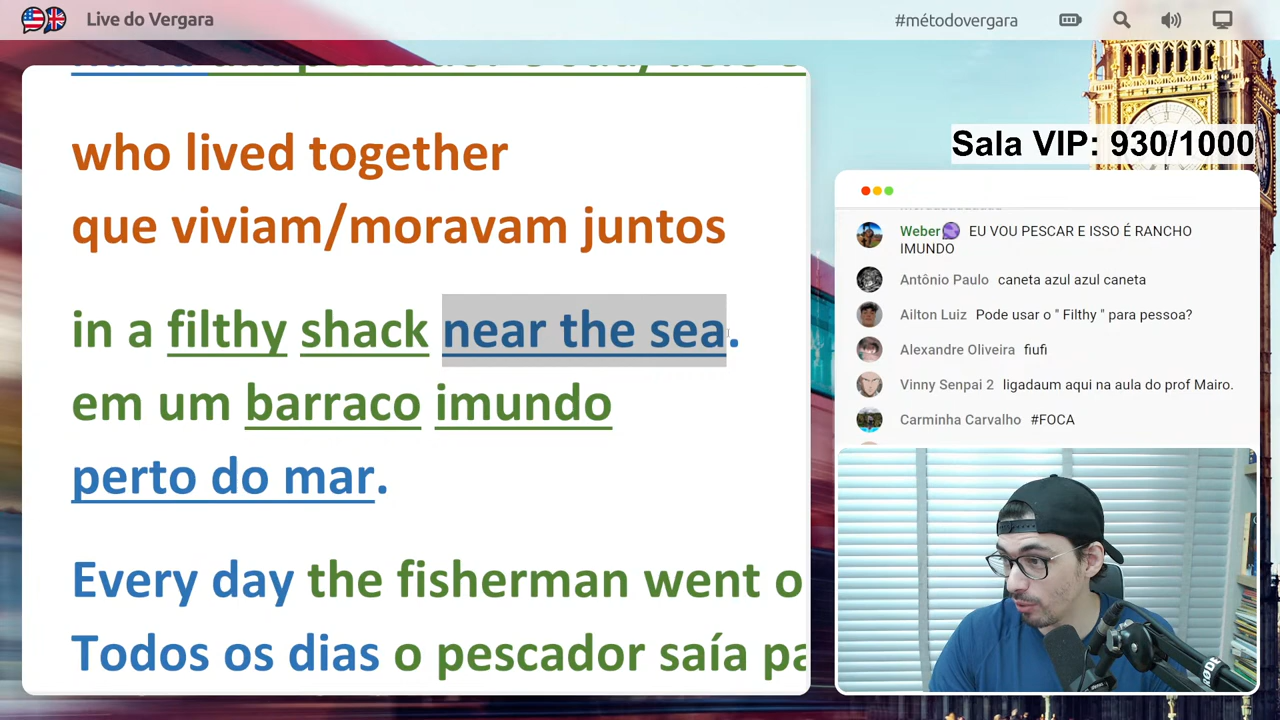 Live do Vergara
#métodovergara
who lived together
que viviam/moravam juntos
in a filthy shack near the sea.
em um barraco imundo
perto do mar.
Every day the fisherman went o
Todos os dias o pescador saía pa
Sala VIP: 930/1000
Weber EU VOU PESCAR E ISSO É RANCHO
IMUNDO
Antônio Paulo caneta azul azul caneta
Ailton Luiz Pode usar o " Filthy " para pessoa?
Alexandre Oliveira fiufi
Vinny Senpai 2 ligadaum aqui na aula do prof Mairo.
Carminha Carvalho #FOCA